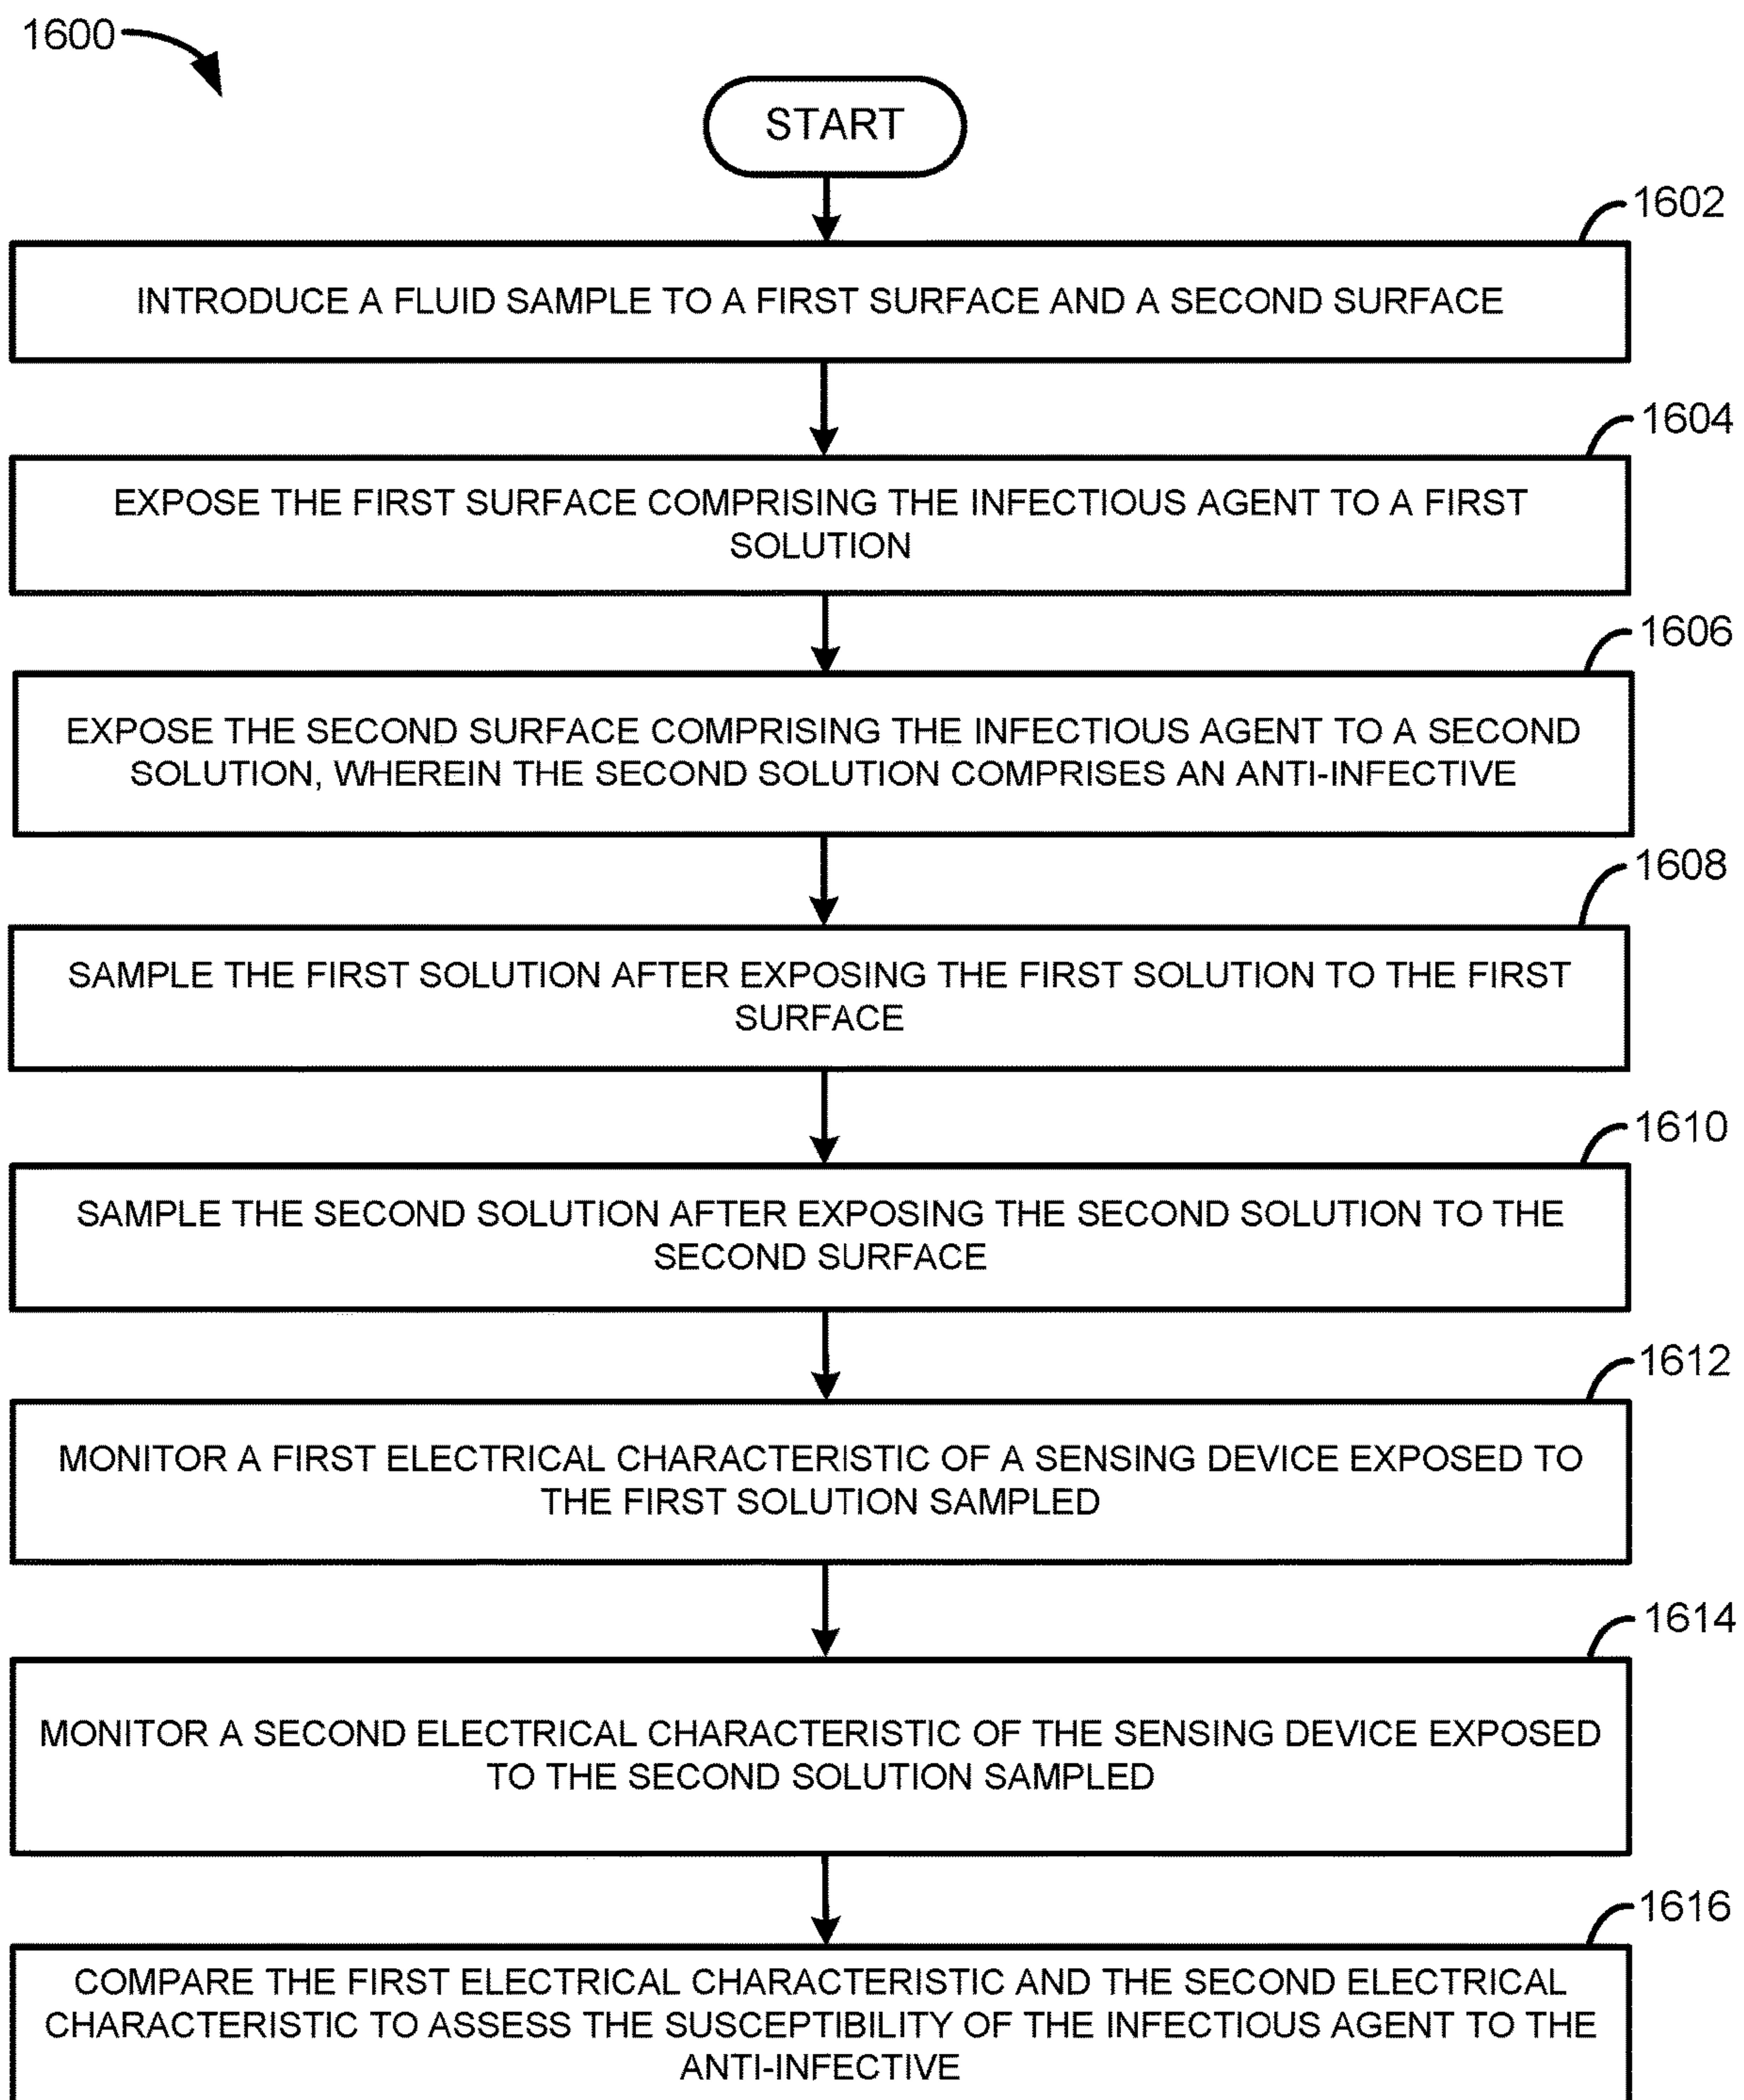 1600
START
1602
INTRODUCE A FLUID SAMPLE TO A FIRST SURFACE AND A SECOND SURFACE
1604
EXPOSE THE FIRST SURFACE COMPRISING THE INFECTIOUS AGENT TO A FIRST
SOLUTION
1606
EXPOSE THE SECOND SURFACE COMPRISING THE INFECTIOUS AGENT TO A SECOND
SOLUTION, WHEREIN THE SECOND SOLUTION COMPRISES AN ANTI-INFECTIVE
1608
SAMPLE THE FIRST SOLUTION AFTER EXPOSING THE FIRST SOLUTION TO THE FIRST
SURFACE
1610
SAMPLE THE SECOND SOLUTION AFTER EXPOSING THE SECOND SOLUTION TO THE
SECOND SURFACE
1612
MONITOR A FIRST ELECTRICAL CHARACTERISTIC OF A SENSING DEVICE EXPOSED TO
THE FIRST SOLUTION SAMPLED
1614
MONITOR A SECOND ELECTRICAL CHARACTERISTIC OF THE SENSING DEVICE EXPOSED
TO THE SECOND SOLUTION SAMPLED
1616
COMPARE THE FIRST ELECTRICAL CHARACTERISTIC AND THE SECOND ELECTRICAL
CHARACTERISTIC TO ASSESS THE SUSCEPTIBILITY OF THE INFECTIOUS AGENT TO THE
ANTI-INFECTIVE